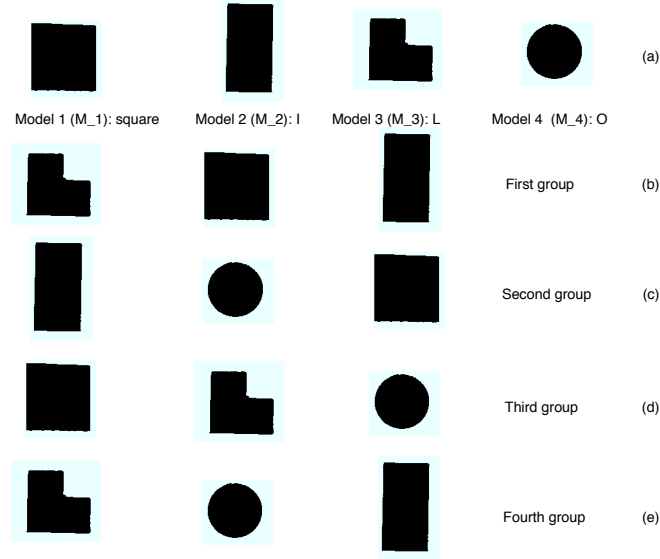 (a)
Model 1 (M_1): square
Model 2 (M_2): I
Model 3 (M_3): L
Model 4 (M_4): O
First group (b)
Second group (c)
Third group (d)
Fourth group (e)